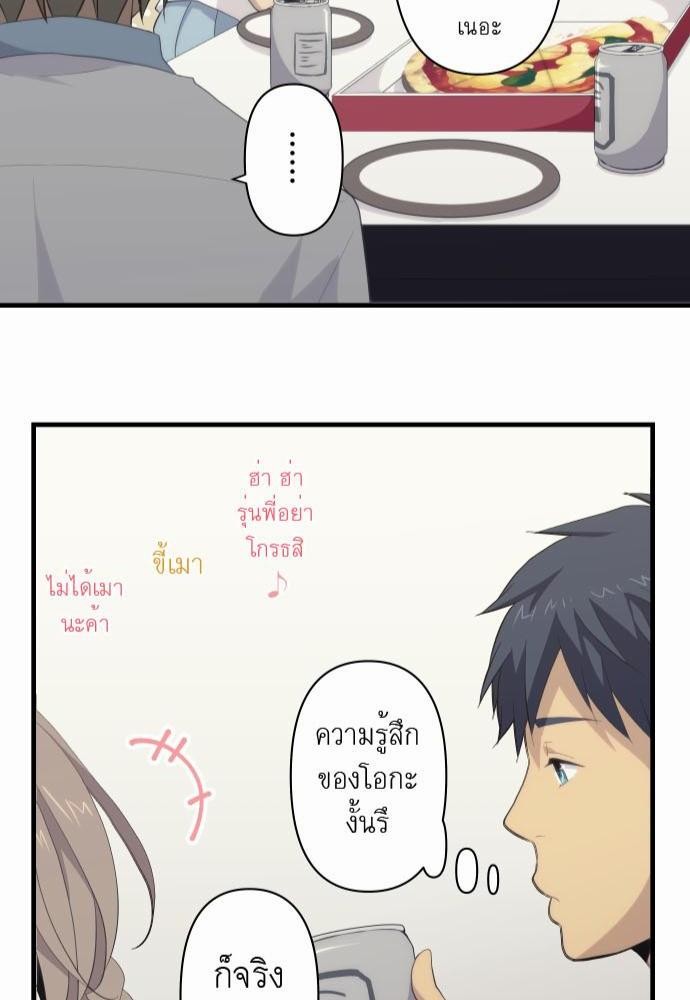 เนอะ
......
ฮ่า ฮ่า
รุ่นพี่อย่า
โกรธสิ
♪
ขี้เมา
ไม่ได้เมา
นะค้า
ความรู้สึก
ของโอกะ
งั้นรึ
ก็จริง